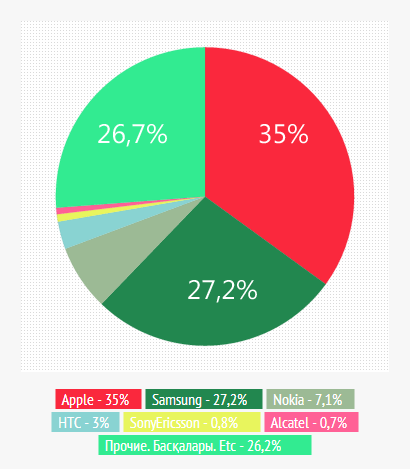 26,7%
35%
27,2%
Apple - 35% Samsung - 27,2% Nokia - 7,1%
HTC - 3% SonyEricsson - 0,8% Alcatel - 0,7%
Прочие. Басқалары. Etc - 26,2%